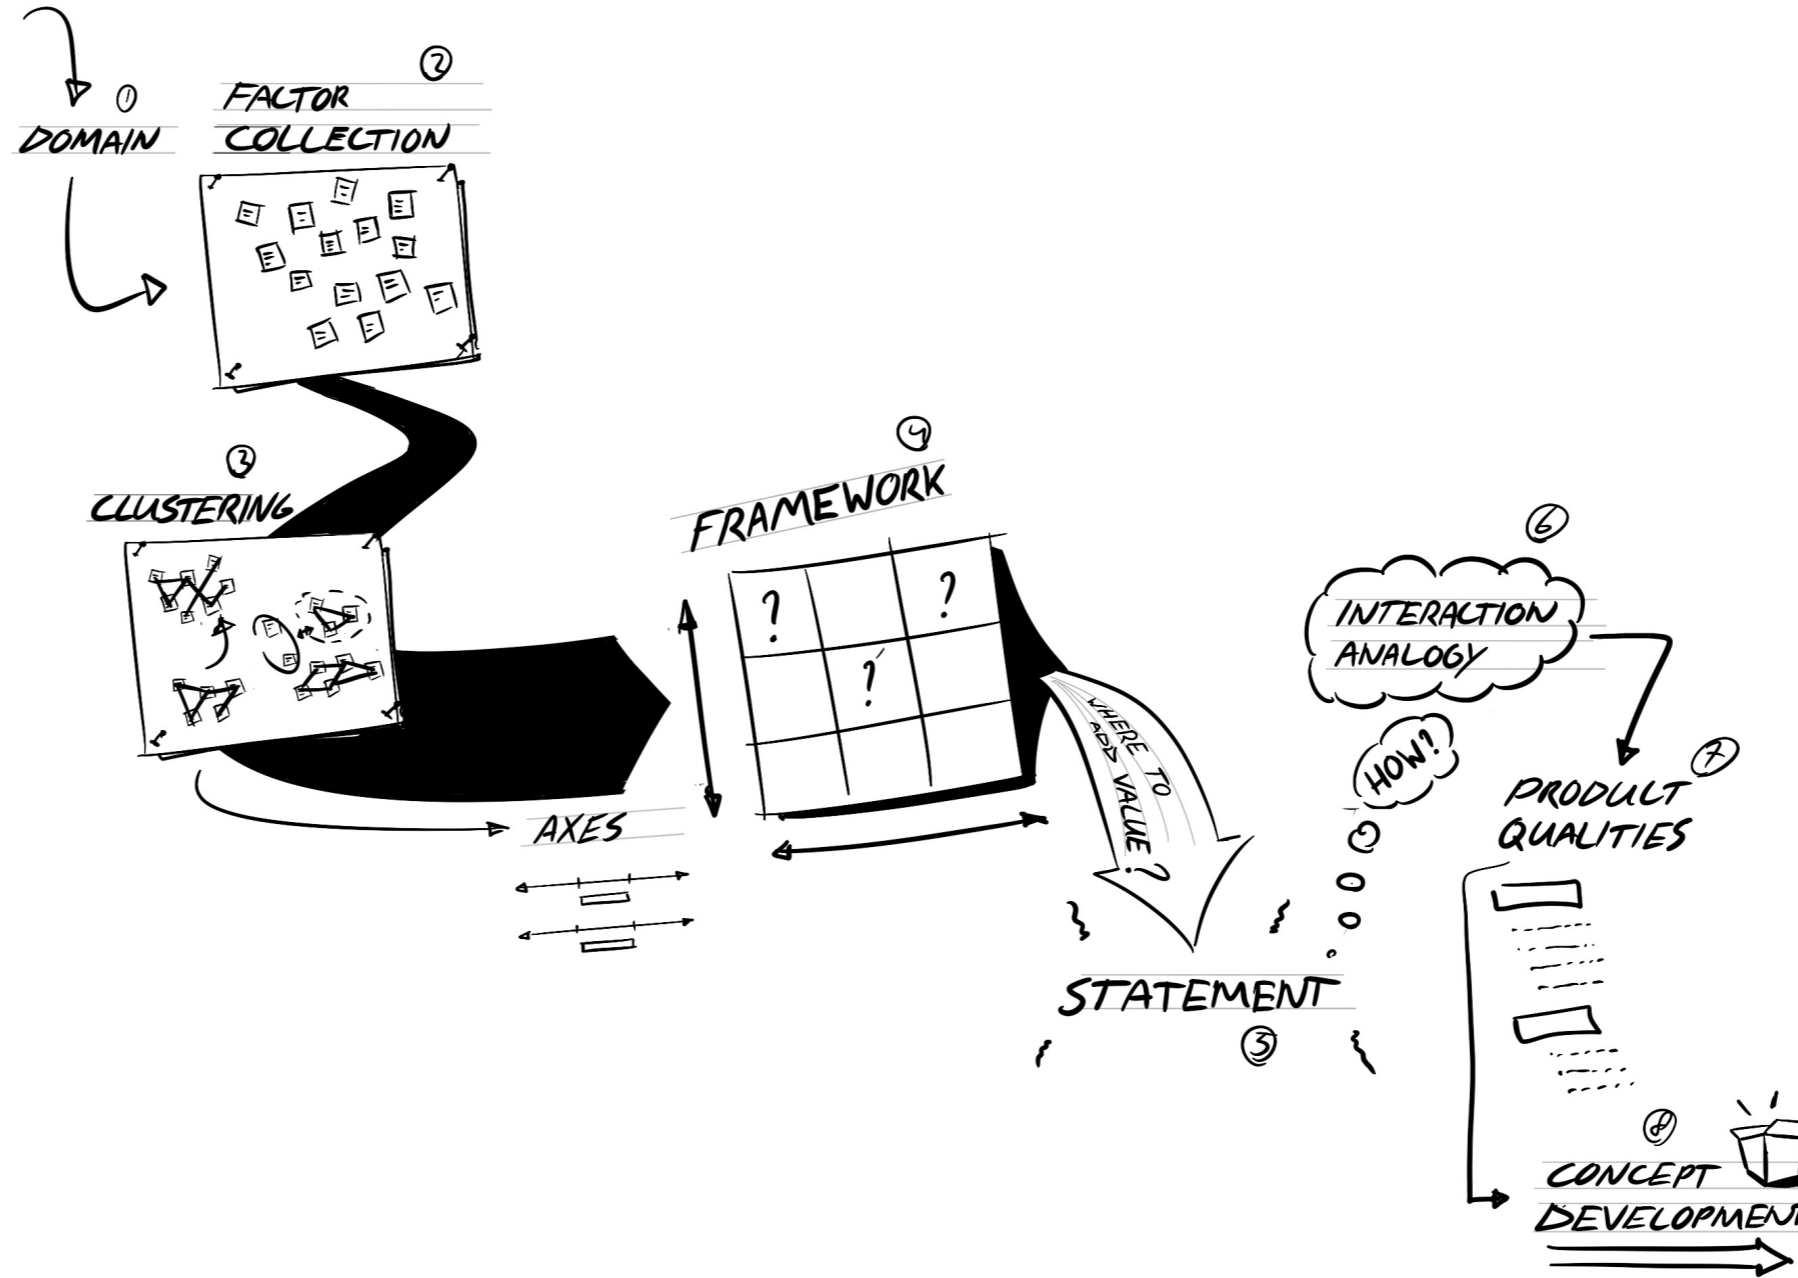 1
DOMAIN
2
FACTOR
COLLECTION
3
CLUSTERING
AXES
4
FRAMEWORK
?
?
?
WHERE TO
ADD VALUE?
STATEMENT
5
HOW?
6
INTERACTION
ANALOGY
7
PRODUCT
QUALITIES
8
CONCEPT
DEVELOPMENT